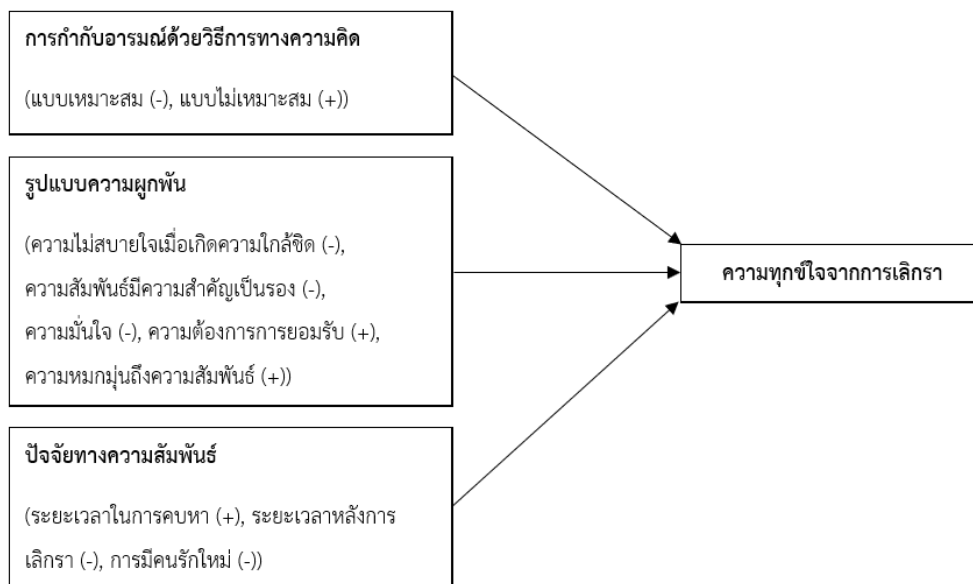 การกำกับอารมณ์ด้วยวิธีการทางความคิด
(แบบเหมาะสม (-), แบบไม่เหมาะสม (+))
รูปแบบความผูกพัน
(ความไม่สบายใจเมื่อเกิดความใกล้ชิด (-),
ความสัมพันธ์มีความสำคัญเป็นรอง (-),
ความมั่นใจ (-), ความต้องการการยอมรับ (+),
ความหมกมุ่นถึงความสัมพันธ์ (+))
ความทุกข์ใจจากการเลิกรา
ปัจจัยทางความสัมพันธ์
(ระยะเวลาในการคบหา (+), ระยะเวลาหลังการ
เลิกรา (-), การมีคนรักใหม่ (-))